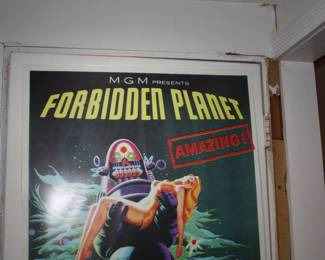 MGM PRESENTS
FORBIDDEN PLANET
AMAZING!